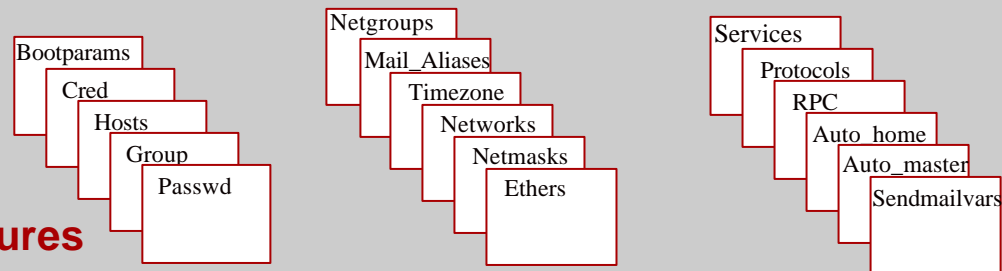 Bootparams
Cred
Hosts
Group
Passwd
Netgroups
Mail_Aliases
Timezone
Networks
Netmasks
Ethers
Services
Protocols
RPC
Auto_home
Auto_master
Sendmailvars
ures